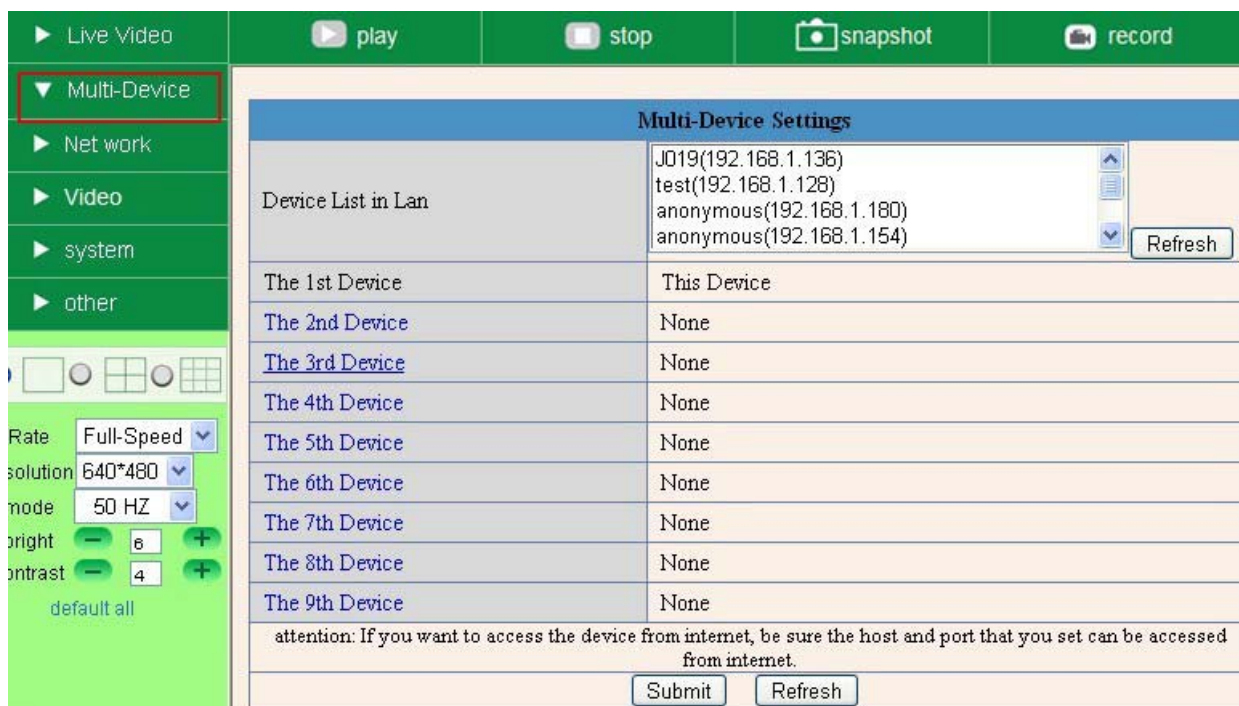 Live Video
play
stop
snapshot
record
Multi-Device
Net work
Video
system
other
Rate Full-Speed
solution 640*480
mode 50 HZ
bright 6
ontrast 4
default all
Multi-Device Settings
Device List in Lan
J019(192.168.1.136)
test(192.168.1.128)
anonymous(192.168.1.180)
anonymous(192.168.1.154)
Refresh
The 1st Device This Device
The 2nd Device None
The 3rd Device None
The 4th Device None
The 5th Device None
The 6th Device None
The 7th Device None
The 8th Device None
The 9th Device None
attention: If you want to access the device from internet, be sure the host and port that you set can be accessed
from internet.
Submit Refresh